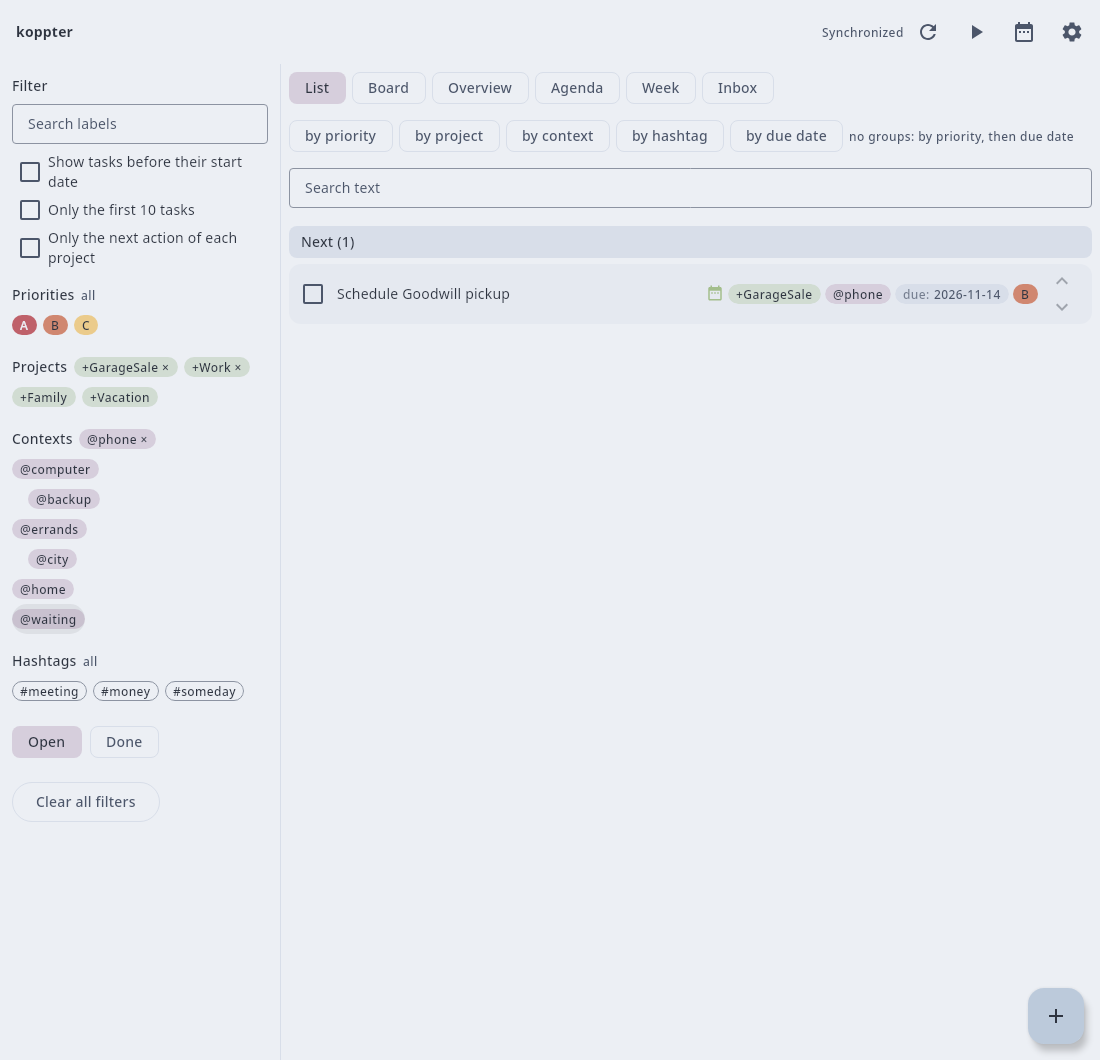 koppter
Synchronized
Filter
Search labels
Show tasks before their start
date
Only the first 10 tasks
Only the next action of each
project
Priorities all
A B C
Projects +GarageSale × +Work ×
+Family +Vacation
Contexts @phone ×
@computer
@backup
@errands
@city
@home
@waiting
Hashtags all
#meeting #money #someday
Open Done
Clear all filters
List Board Overview Agenda Week Inbox
by priority by project by context by hashtag by due date no groups: by priority, then due date
Search text
Next (1)
Schedule Goodwill pickup +GarageSale @phone due: 2026-11-14 B